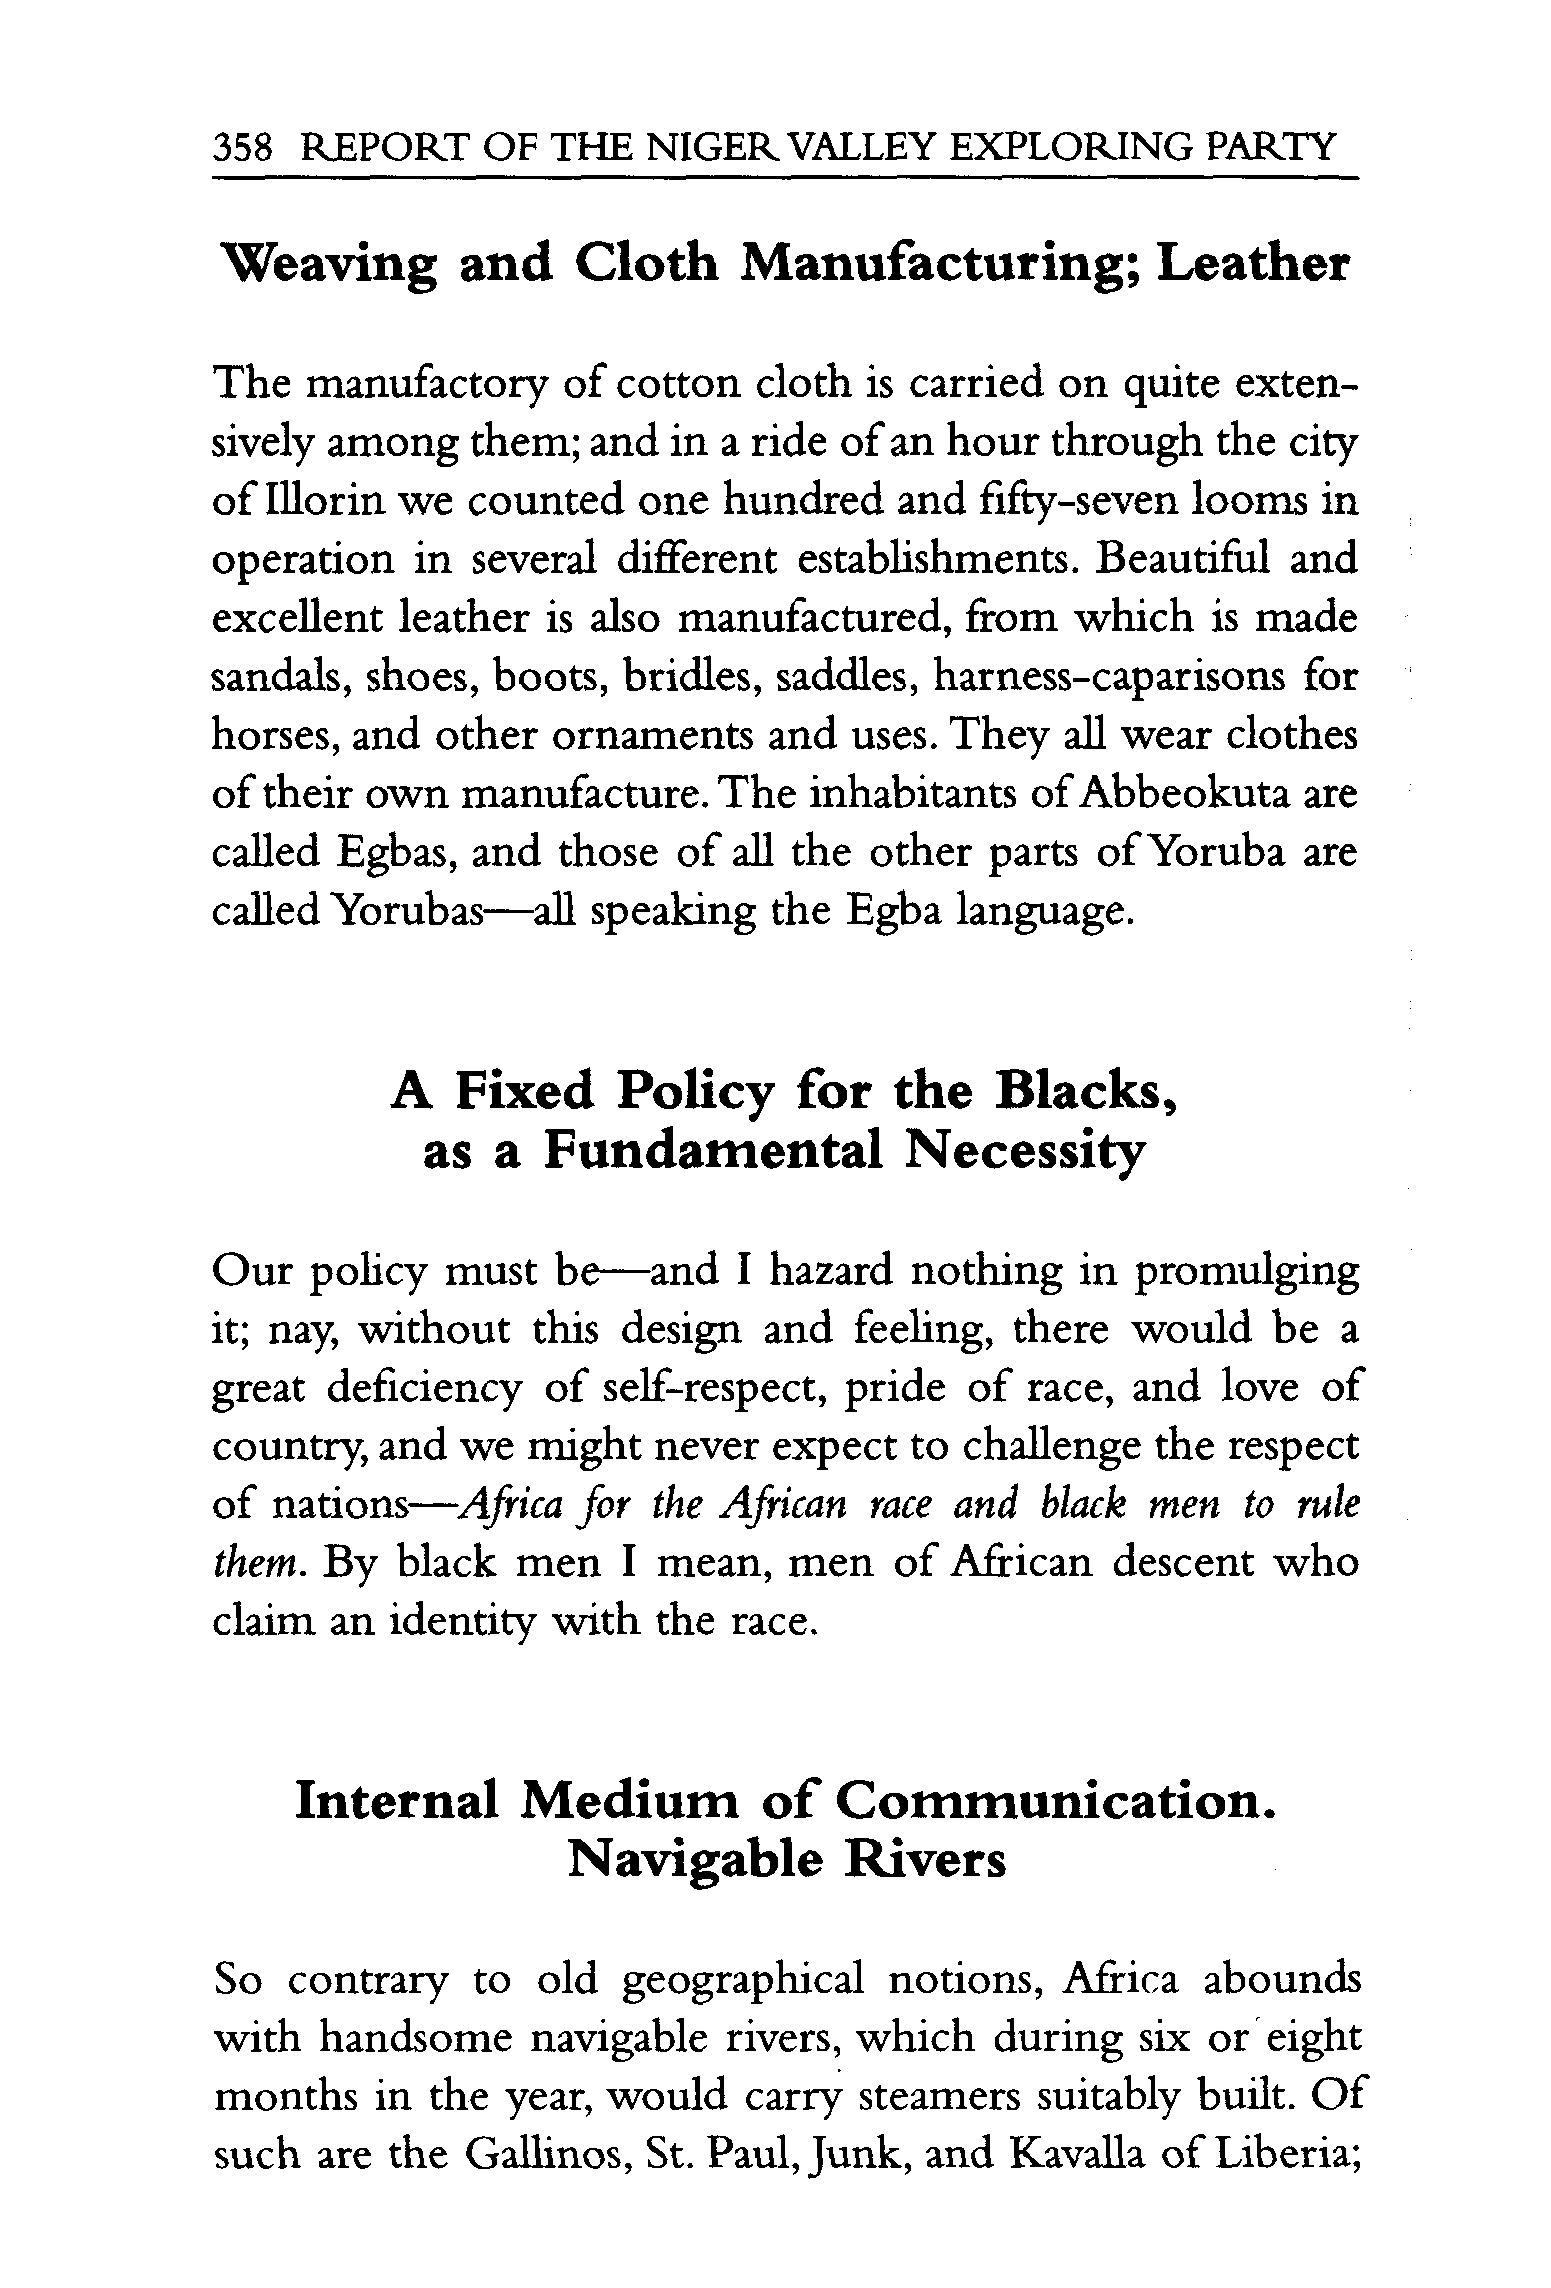 358 REPORT OF THE NIGER VALLEY EXPLORING PARTY
Weaving and Cloth Manufacturing; Leather
The manufactory of cotton cloth is carried on quite exten-
sively among them; and in a ride of an hour through the city
of Illorin we counted one hundred and fifty-seven looms in
operation in several different establishments. Beautiful and
excellent leather is also manufactured, from which is made
sandals, shoes, boots, bridles, saddles, harness-caparisons for
horses, and other ornaments and uses. They all wear clothes
of their own manufacture. The inhabitants of Abbeokuta are
called Egbas, and those of all the other parts of Yoruba are
called Yorubas—all speaking the Egba language.
A Fixed Policy for the Blacks,
as a Fundamental Necessity
Our policy must be—and I hazard nothing in promulging
it; nay, without this design and feeling, there would be a
great deficiency of self-respect, pride of race, and love of
country, and we might never expect to challenge the respect
of nations—Africa for the African race and black men to rule
them. By black men I mean, men of African descent who
claim an identity with the race.
Internal Medium of Communication.
Navigable Rivers
So contrary to old geographical notions, Africa abounds
with handsome navigable rivers, which during six or eight
months in the year, would carry steamers suitably built. Of
such are the Gallinos, St. Paul, Junk, and Kavalla of Liberia;